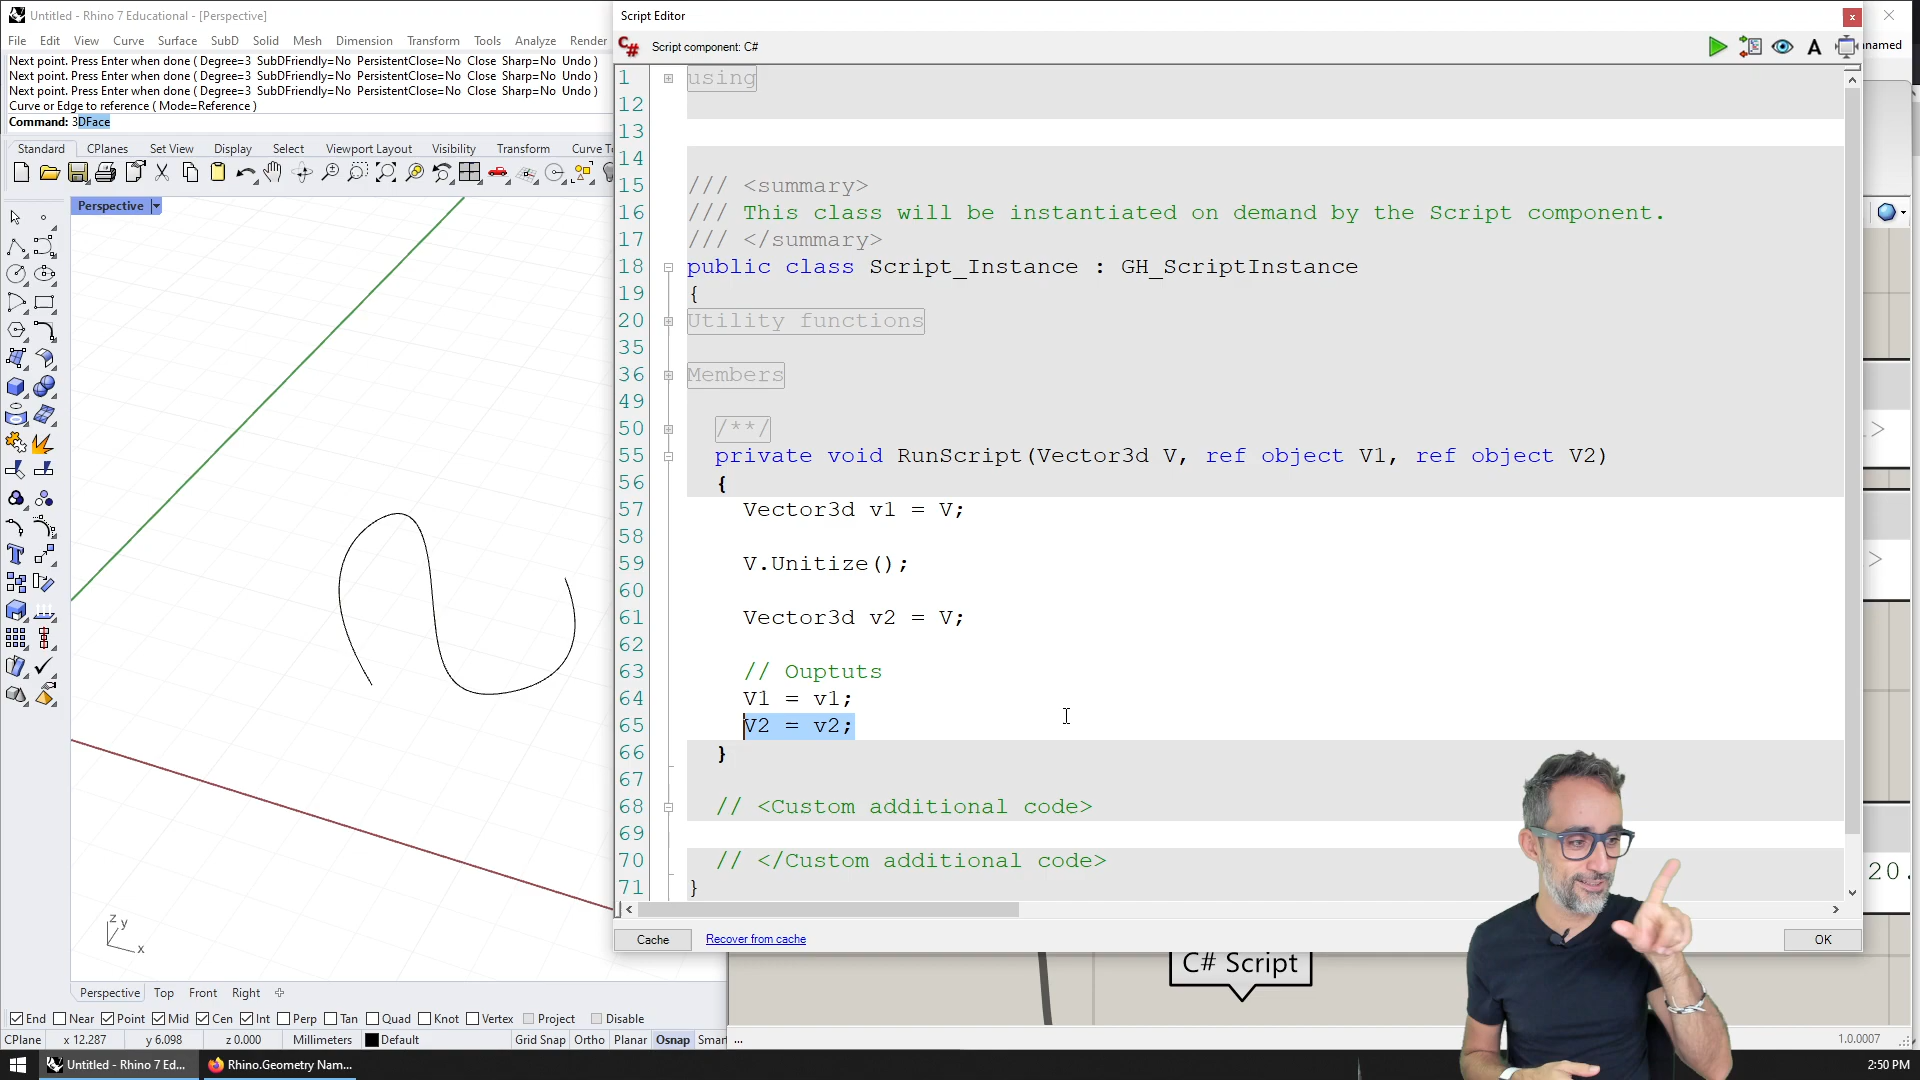 Untitled - Rhino 7 Educational - [Perspective]
File Edit View Curve Surface SubD Solid Mesh Dimension Transform Tools Analyze Render
Next point. Press Enter when done ( Degree=3 SubDFriendly=No PersistentClose=No Close Sharp=No Undo )
Next point. Press Enter when done ( Degree=3 SubDFriendly=No PersistentClose=No Close Sharp=No Undo )
Next point. Press Enter when done ( Degree=3 SubDFriendly=No PersistentClose=No Close Sharp=No Undo )
Curve or Edge to reference ( Mode=Reference )
Command: 3DFace
Standard CPlanes Set View Display Select Viewport Layout Visibility Transform Curve To
Perspective
z
y
x
Perspective Top Front Right
End Near Point Mid Cen Int Perp Tan Quad Knot Vertex Project Disable
CPlane x 12.287 y 6.098 z 0.000 Millimeters Default Grid Snap Ortho Planar Osnap Smar
Untitled - Rhino 7 Ed... Rhino.Geometry Nam...
Script Editor
x
C# Script component: C#
A
nnamed
1 using
12
13
14
15 /// <summary>
16 /// This class will be instantiated on demand by the Script component.
17 /// </summary>
18 public class Script_Instance : GH_ScriptInstance
19 {
20 Utility functions
35
36 Members
49
50 /**/
55 private void RunScript(Vector3d V, ref object V1, ref object V2)
56 {
57 Vector3d v1 = V;
58
59 V.Unitize();
60
61 Vector3d v2 = V;
62
63 // Ouptuts
64 V1 = v1;
65 V2 = v2;
66 }
67
68 // <Custom additional code>
69
70 // </Custom additional code>
71 }
20.
Cache Recover from cache OK
C# Script
...
1.0.0007
2:50 PM